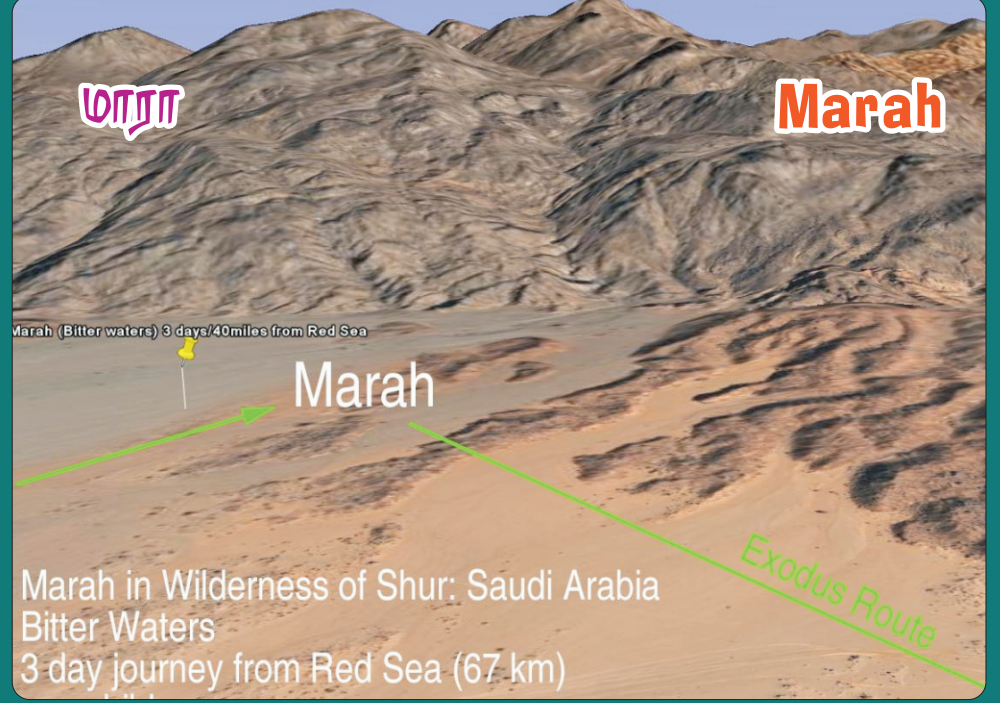 மாரா
Marah
Marah (Bitter waters) 3 days/40miles from Red Sea
Marah
Exodus Route
Marah in Wilderness of Shur: Saudi Arabia
Bitter Waters
3 day journey from Red Sea (67 km)